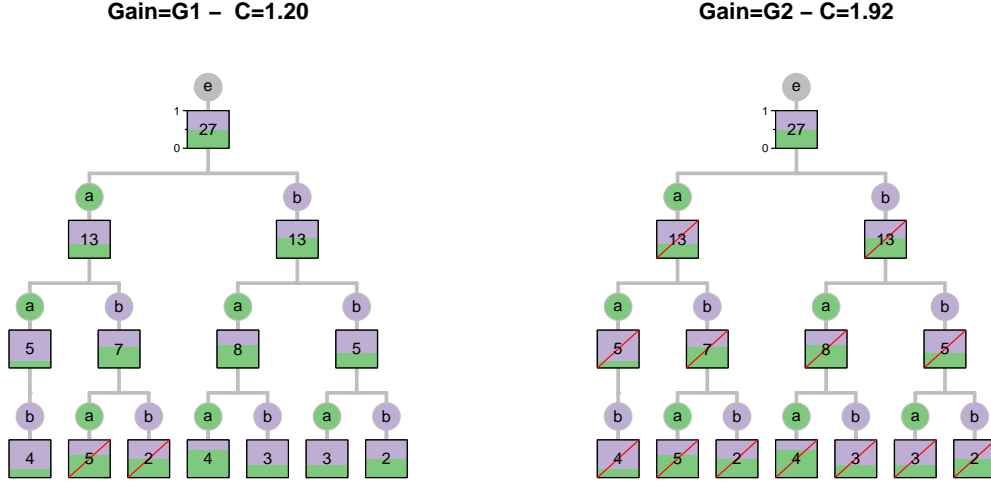 Gain=G1 – C=1.20 Gain=G2 – C=1.92
e e
1 1
27 27
0 0
a b a b
13 13 13 13
a b a b a b a b
5 7 8 5 5 7 8 5
b a b a b a b b a b a b a b
4 5 2 4 3 3 2 4 5 2 4 3 3 2